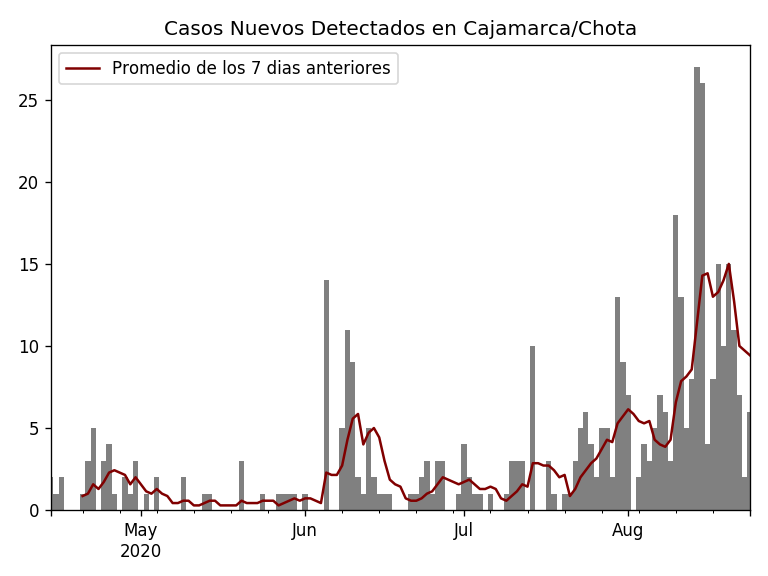 Casos Nuevos Detectados en Cajamarca/Chota
Promedio de los 7 dias anteriores
25
20
15
10
5
0
May
2020
Jun
Jul
Aug